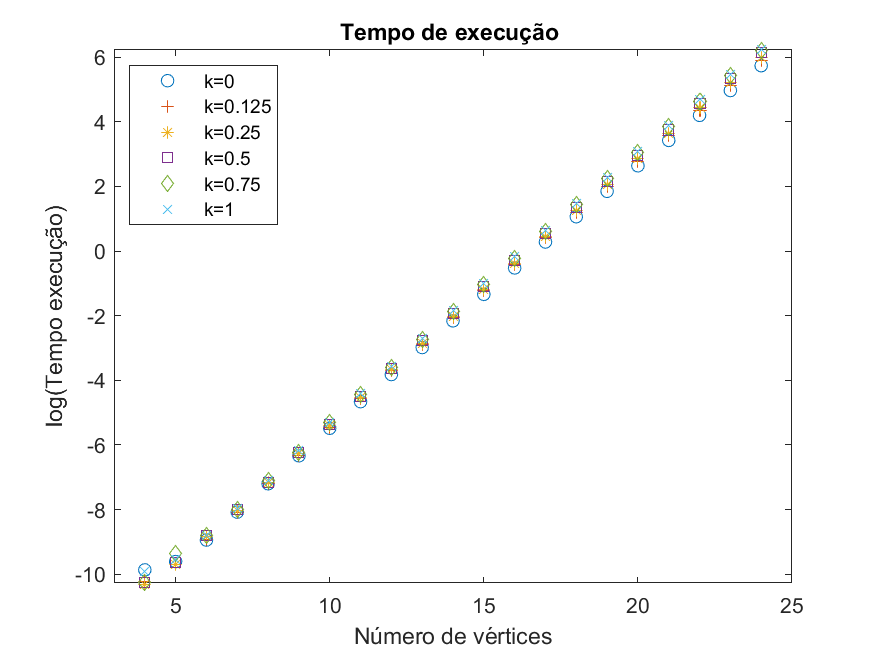 Tempo de execução
k=0
k=0.125
k=0.25
k=0.5
k=0.75
k=1
log(Tempo execução)
6
4
2
0
-2
-4
-6
-8
-10
5 10 15 20 25
Número de vértices